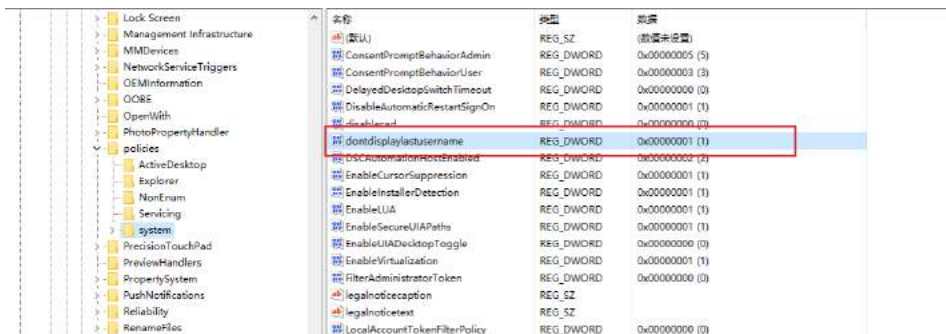 Lock Screen
Management Infrastructure
MMDevices
NetworkServiceTriggers
OEMInformation
OOBE
OpenWith
PhotoPropertyHandler
policies
ActiveDesktop
Explorer
NonEnum
Servicing
system
PrecisionTouchPad
PreviewHandlers
PropertySystem
PushNotifications
Reliability
RenameFiles
名称 类型 数据
(默认) REG_SZ (数值未设置)
ConsentPromptBehaviorAdmin REG_DWORD 0x00000005 (5)
ConsentPromptBehaviorUser REG_DWORD 0x00000003 (3)
DelayedDesktopSwitchTimeout REG_DWORD 0x00000000 (0)
DisableAutomaticRestartSignOn REG_DWORD 0x00000001 (1)
disablecad REG_DWORD 0x00000000 (0)
dontdisplaylastusername REG_DWORD 0x00000001 (1)
DSCAutomationHostEnabled REG_DWORD 0x00000002 (2)
EnableCursorSuppression REG_DWORD 0x00000001 (1)
EnableInstallerDetection REG_DWORD 0x00000001 (1)
EnableLUA REG_DWORD 0x00000001 (1)
EnableSecureUIAPaths REG_DWORD 0x00000001 (1)
EnableUIADesktopToggle REG_DWORD 0x00000000 (0)
EnableVirtualization REG_DWORD 0x00000001 (1)
FilterAdministratorToken REG_DWORD 0x00000000 (0)
legalnoticecaption REG_SZ
legalnoticetext REG_SZ
LocalAccountTokenFilterPolicy REG_DWORD 0x00000000 (0)